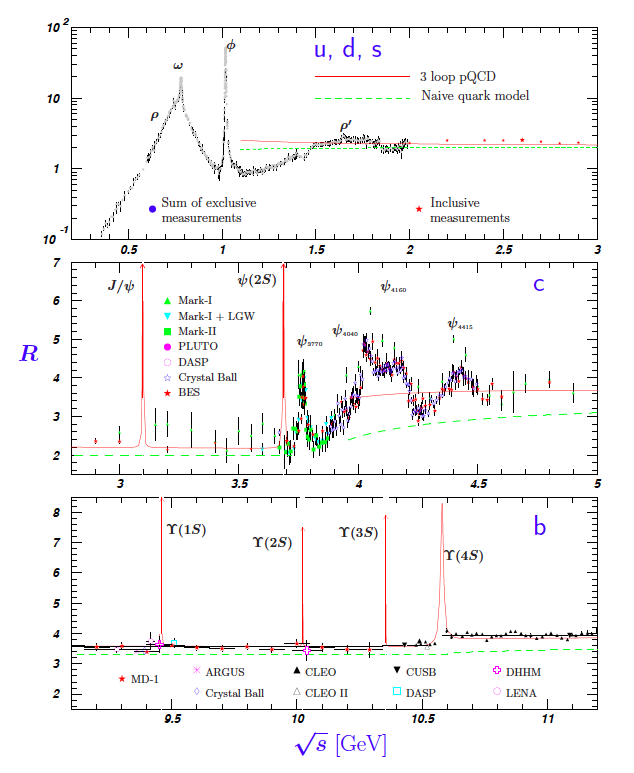 10 2
u, d, s
ϕ
ω
3 loop pQCD
10
Naive quark model
ρ
ρ′
1
Sum of exclusive
measurements
Inclusive
measurements
10 -1
0.5 1 1.5 2 2.5 3
7
J/ψ ψ(2S) c
ψ4160
6
Mark-I
Mark-I + LGW
ψ4415
5
Mark-II
ψ3770 ψ4040
R
PLUTO
4
DASP
Crystal Ball
BES
3
2
3 3.5 4 4.5 5
8
Υ(1S) Υ(2S) Υ(3S) b
7
Υ(4S)
6
5
4
3
MD-1 ARGUS CLEO CUSB DHHM
2
Crystal Ball CLEO II DASP LENA
9.5 10 10.5 11
√s [GeV]